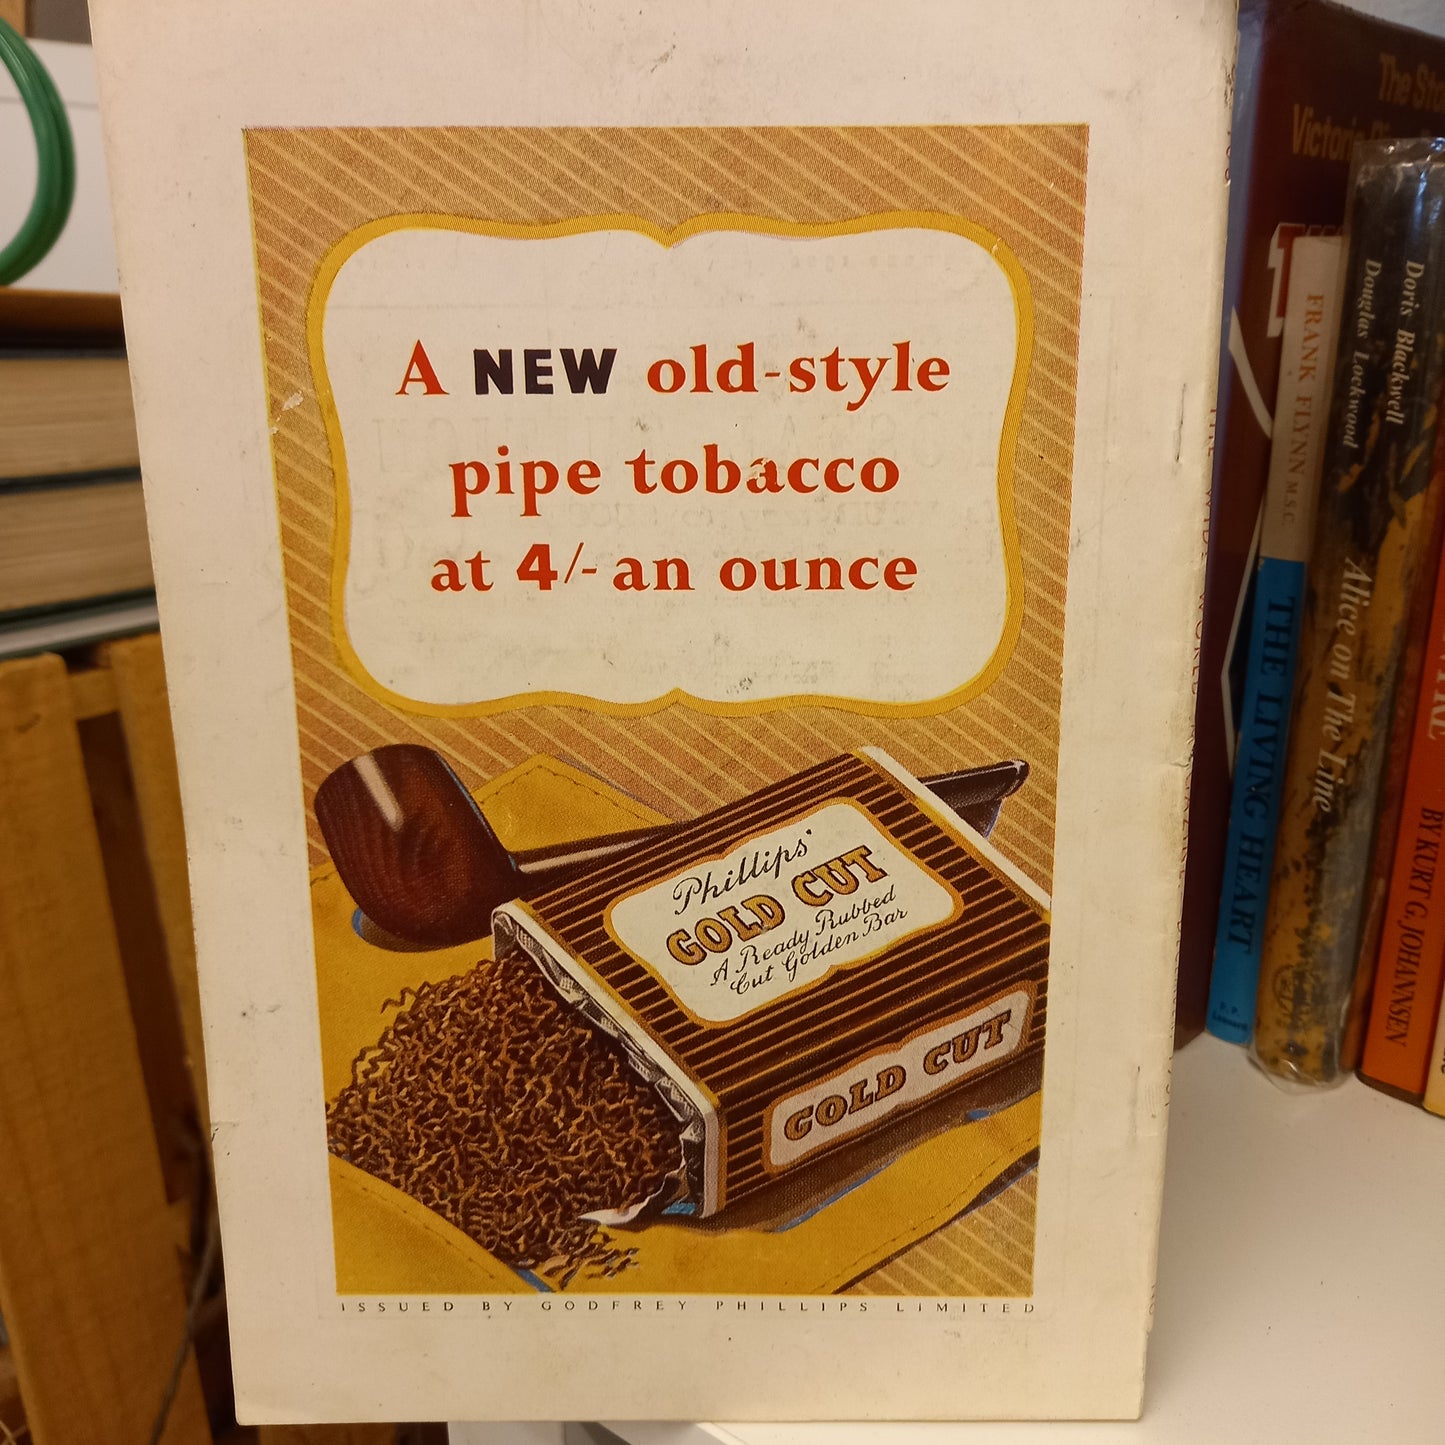 A NEW old-style
pipe tobacco
at 4/- an ounce
Phillips'
GOLD CUT
A Ready Rubbed
Cut Golden Bar
GOLD CUT
ISSUED BY GODFREY PHILLIPS LIMITED
The
Victoria
FRANK FLYNN M.S.C.
THE LIVING HEART
Doris Blackwell
Douglas Lockwood
Alice on The Line
BY KURT G. JOHANNSEN